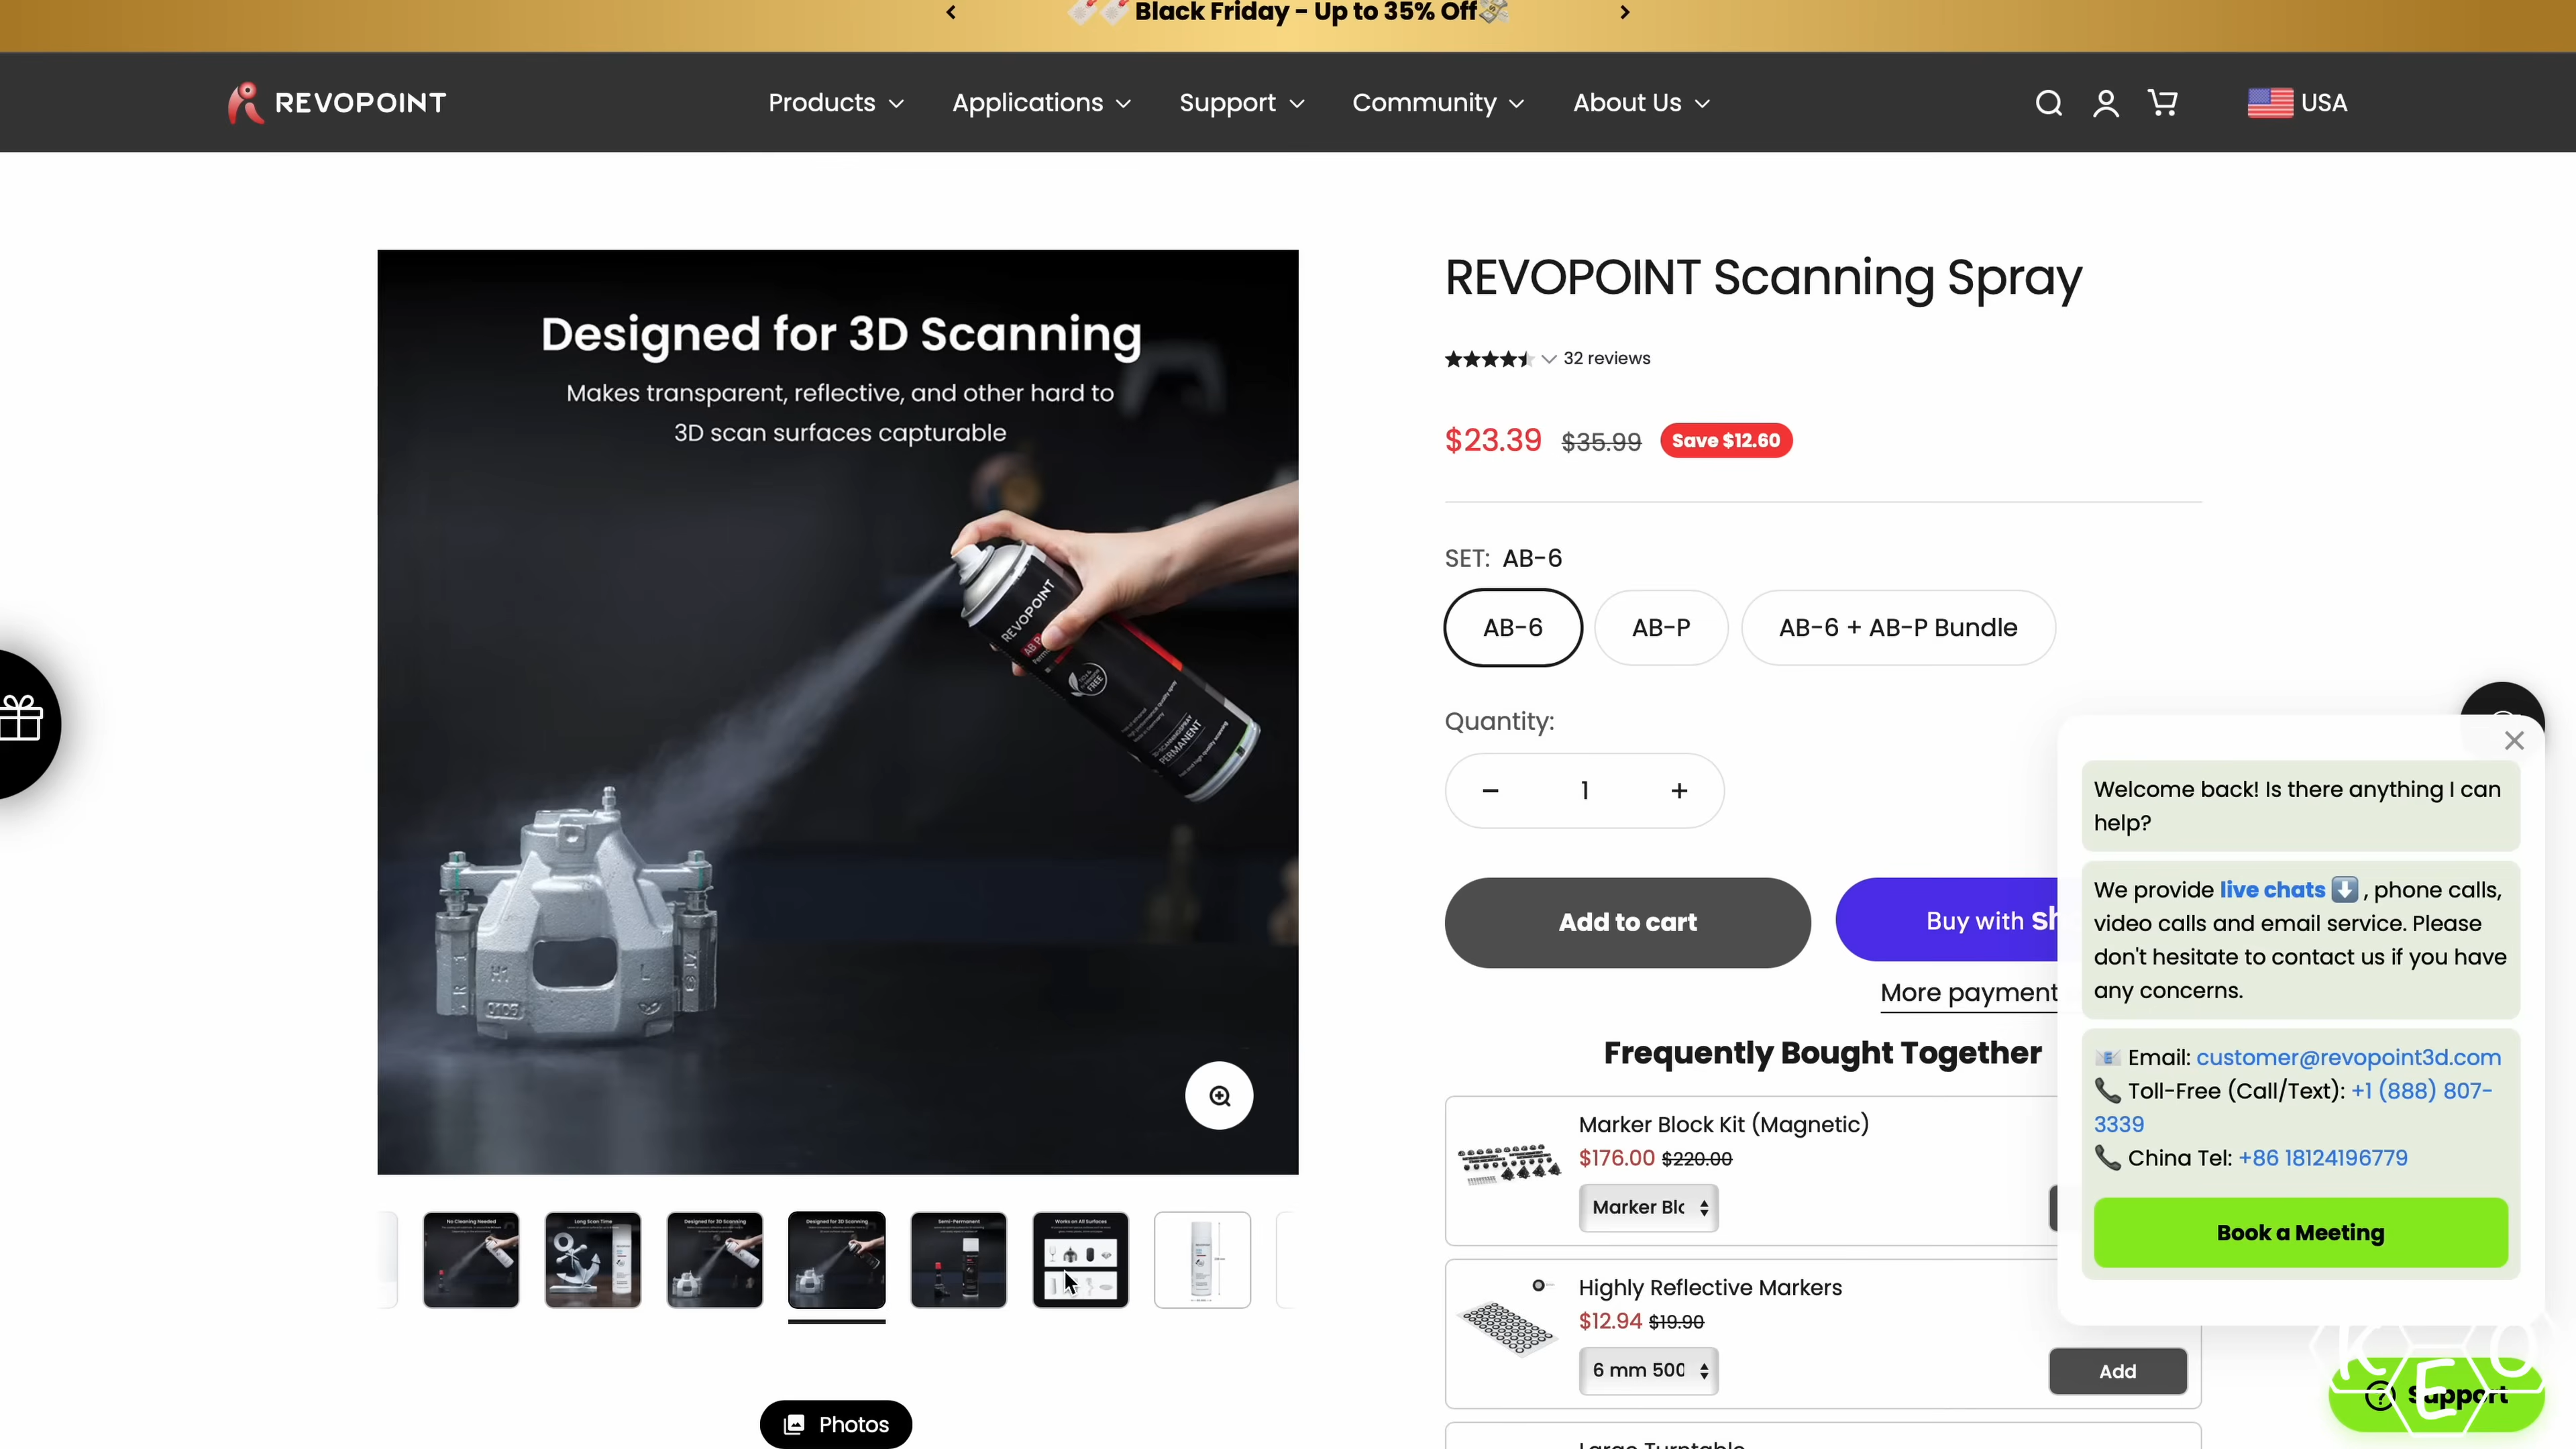 Black Friday - Up to 35% Off
REVOPOINT
Products
Applications
Support
Community
About Us
USA
Designed for 3D Scanning
Makes transparent, reflective, and other hard to
3D scan surfaces capturable
REVOPOINT
PERMANENT
FREE
REVOPOINT Scanning Spray
32 reviews
$23.39 $35.99 Save $12.60
SET: AB-6
AB-6
AB-P
AB-6 + AB-P Bundle
Quantity:
− 1 +
Add to cart
Buy with sh
More payment
Frequently Bought Together
Marker Block Kit (Magnetic)
$176.00 $220.00
Marker Blc
Highly Reflective Markers
$12.94 $19.90
6 mm 500
Add
Welcome back! Is there anything I can
help?
We provide live chats , phone calls,
video calls and email service. Please
don't hesitate to contact us if you have
any concerns.
Email: customer@revopoint3d.com
Toll-Free (Call/Text): +1 (888) 807-
3339
China Tel: +86 18124196779
Book a Meeting
Support
KEO
No Cleaning Needed
Long Scan Time
Designed for 3D Scanning
Designed for 3D Scanning
Semi-Permanent
Works on All Surfaces
Photos